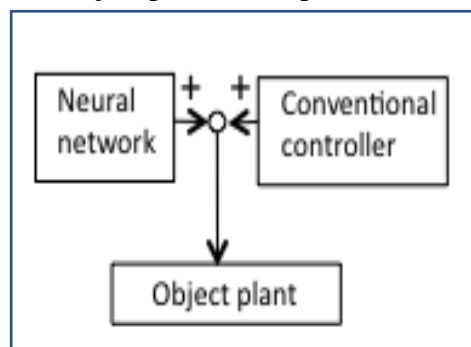 Neural
network
+ +
Conventional
controller
Object plant